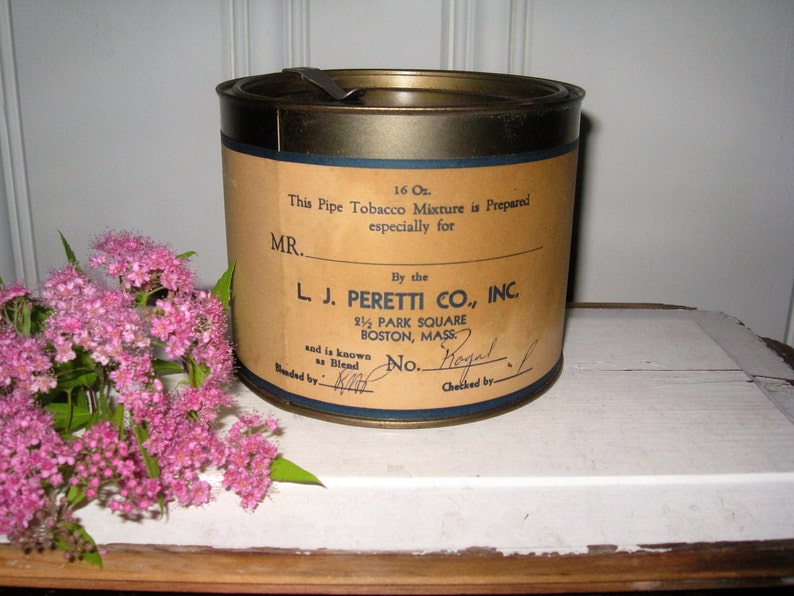 16 Oz.
This Pipe Tobacco Mixture is Prepared
especially for
MR.
By the
L. J. PERETTI CO., INC.
2½ PARK SQUARE
BOSTON, MASS.
and is known
as Blend No. Royal
Blended by Checked by P